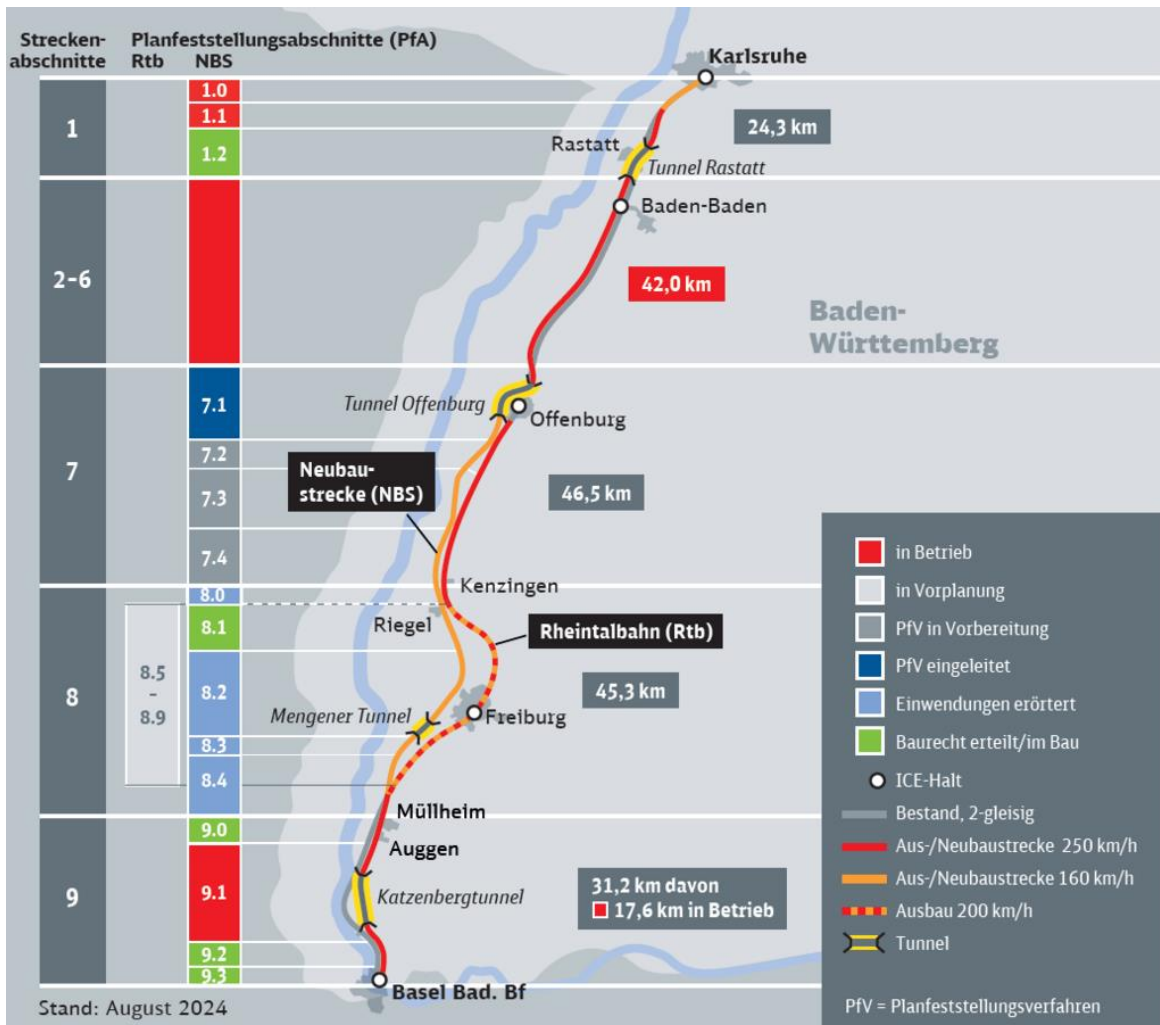 Strecken-
abschnitte
Planfeststellungsabschnitte (PfA)
Rtb
NBS
1
2-6
7
8
9
8.5
-
8.9
1.0
1.1
1.2
7.1
7.2
7.3
7.4
8.0
8.1
8.2
8.3
8.4
9.0
9.1
9.2
9.3
Karlsruhe
24,3 km
Rastatt
Tunnel Rastatt
Baden-Baden
42,0 km
Baden-
Württemberg
Tunnel Offenburg
Offenburg
Neubau-
strecke (NBS)
46,5 km
Kenzingen
Riegel
Rheintalbahn (Rtb)
45,3 km
Mengener Tunnel
Freiburg
Müllheim
Auggen
Katzenbergtunnel
31,2 km davon
17,6 km in Betrieb
Basel Bad. Bf
in Betrieb
in Vorplanung
PfV in Vorbereitung
PfV eingeleitet
Einwendungen erörtert
Baurecht erteilt/im Bau
ICE-Halt
Bestand, 2-gleisig
Aus-/Neubaustrecke 250 km/h
Aus-/Neubaustrecke 160 km/h
Ausbau 200 km/h
Tunnel
PfV = Planfeststellungsverfahren
Stand: August 2024